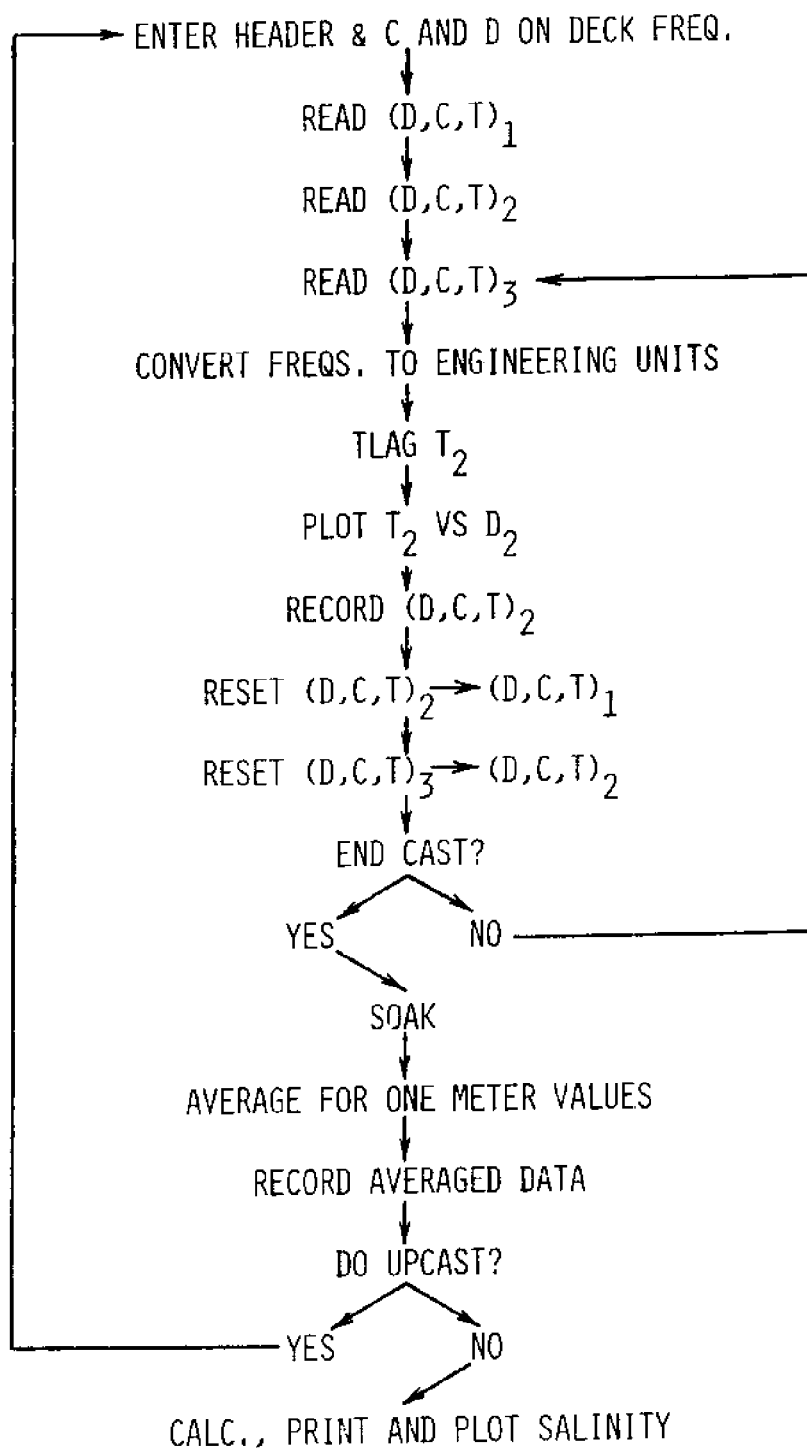 ENTER HEADER & C AND D ON DECK FREQ.
READ (D,C,T)1
READ (D,C,T)2
READ (D,C,T)3
CONVERT FREQS. TO ENGINEERING UNITS
TLAG T2
PLOT T2 VS D2
RECORD (D,C,T)2
RESET (D,C,T)2 → (D,C,T)1
RESET (D,C,T)3 → (D,C,T)2
END CAST?
YES NO
SOAK
AVERAGE FOR ONE METER VALUES
RECORD AVERAGED DATA
DO UPCAST?
YES NO
CALC., PRINT AND PLOT SALINITY